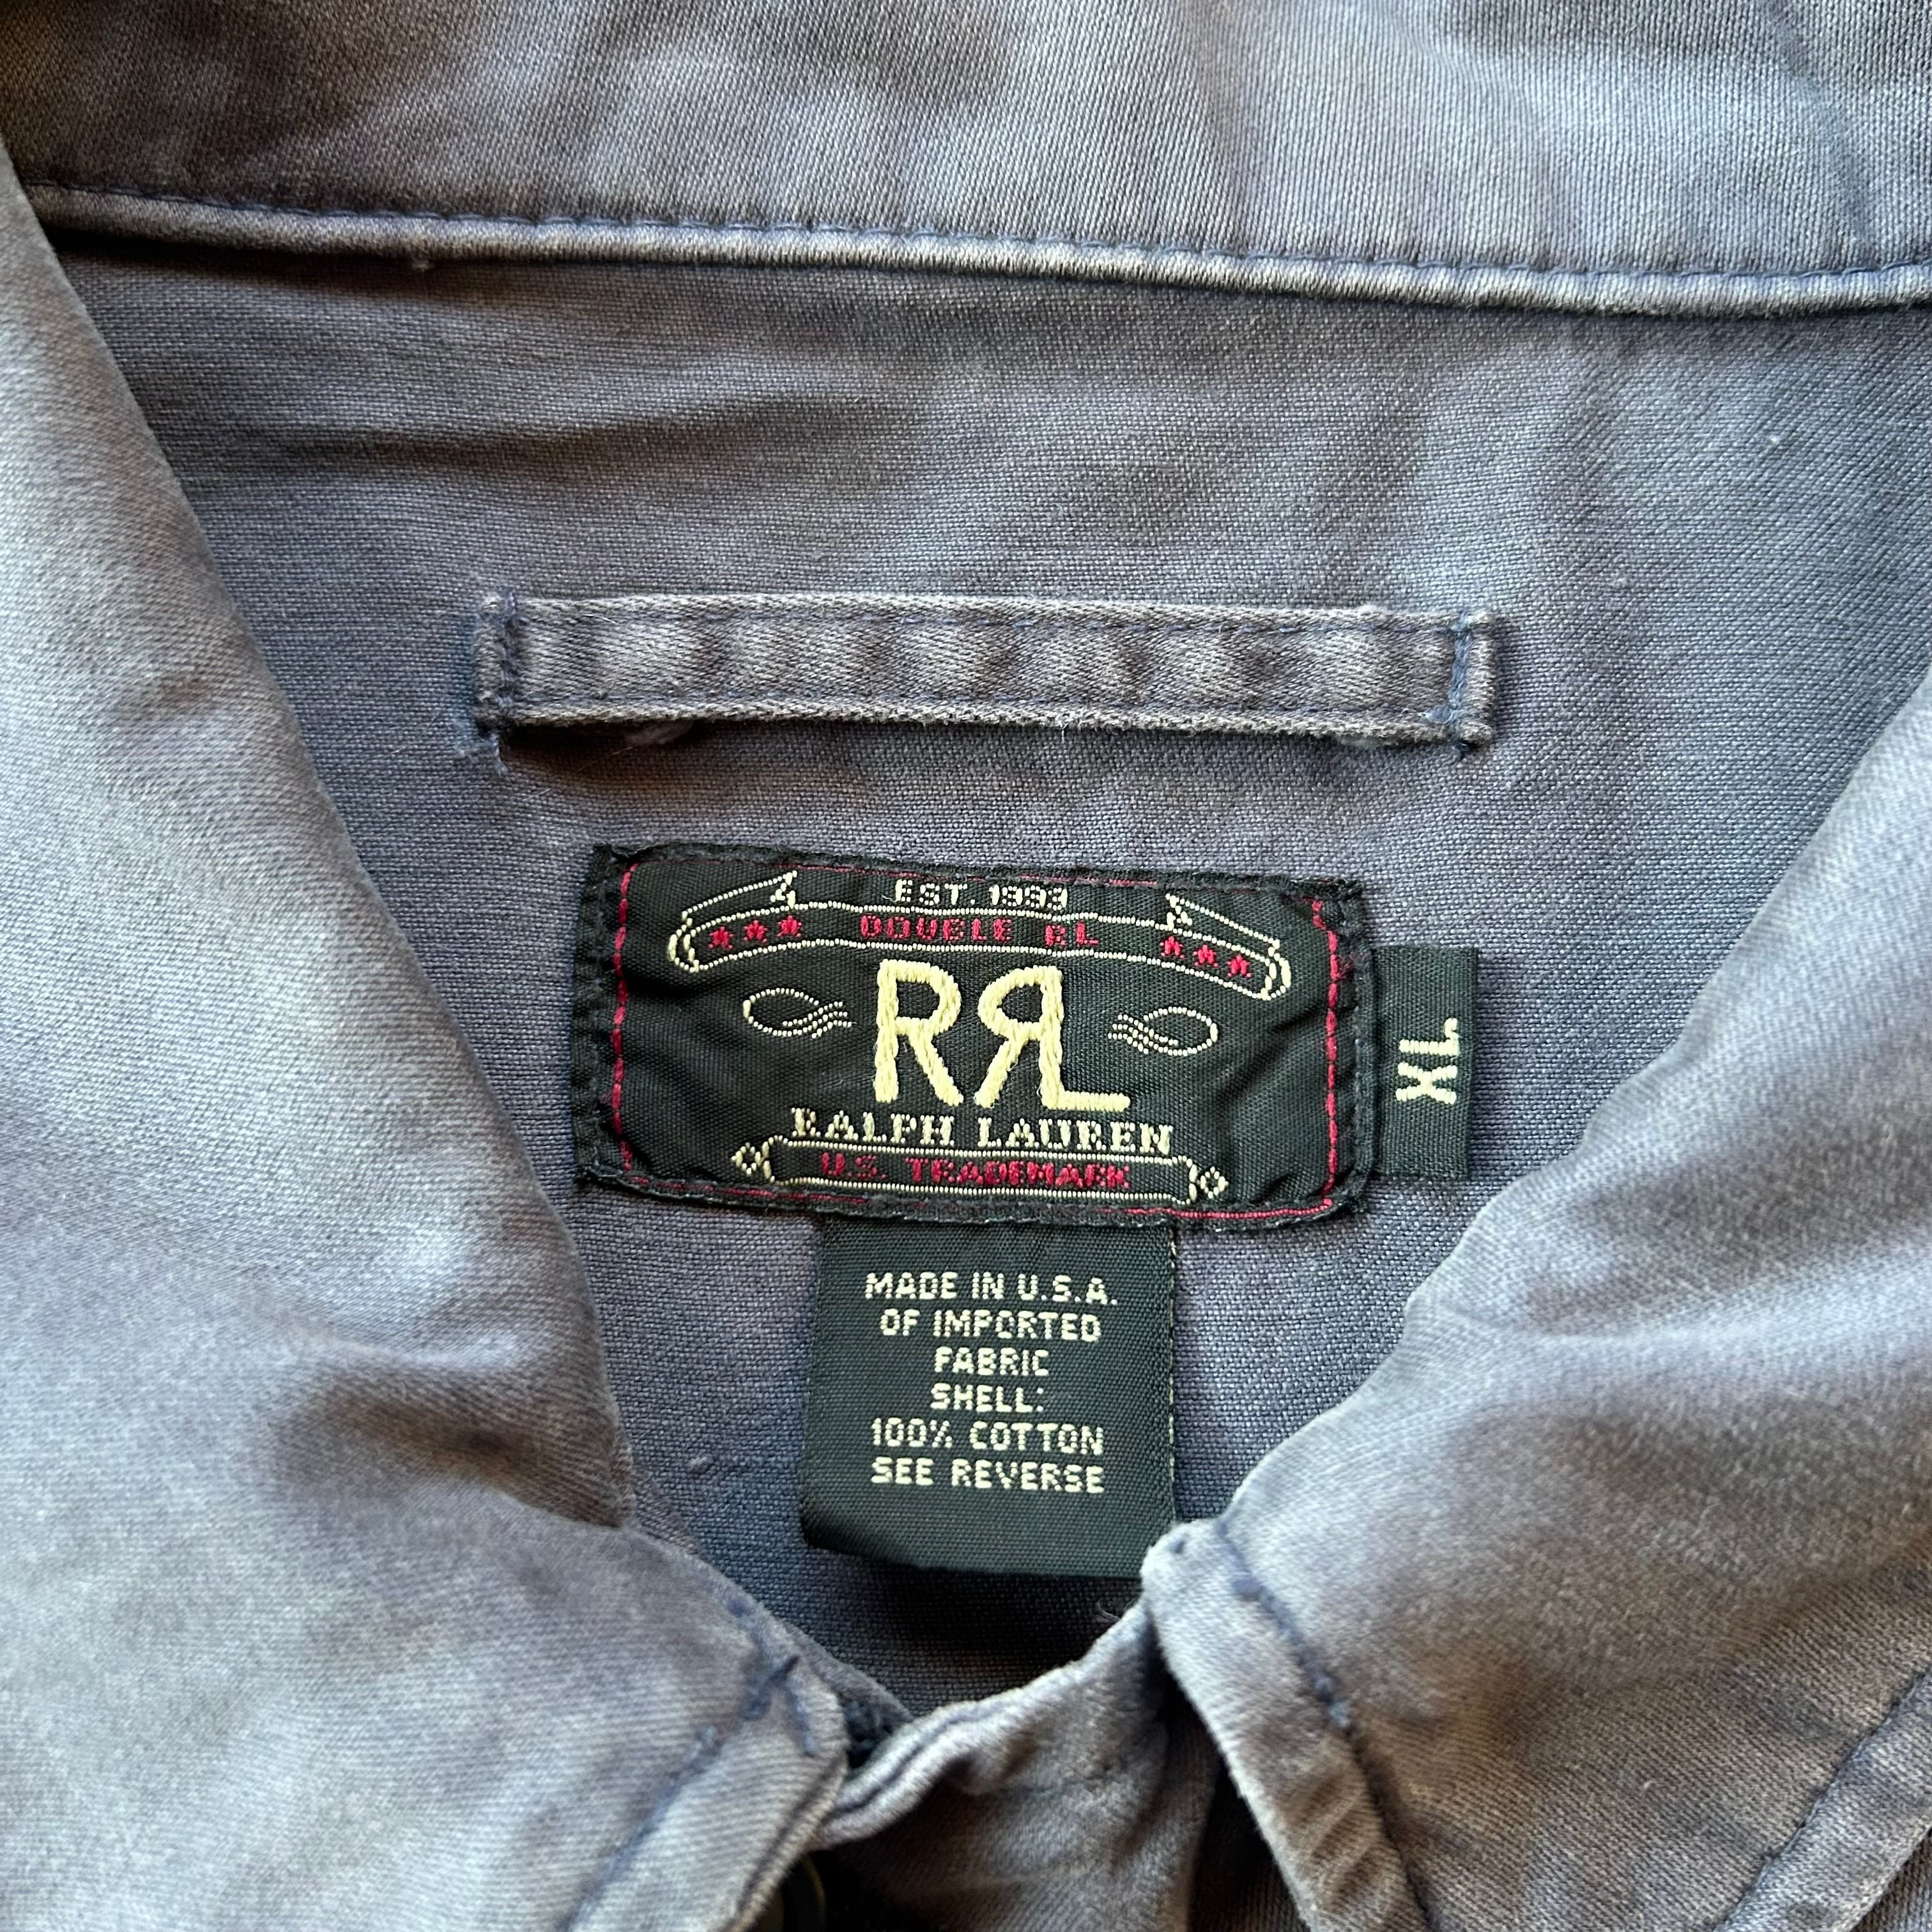 EST. 1993
DOUBLE RL
RRL
RALPH LAUREN
U.S. TRADEMARK
XL
MADE IN U.S.A.
OF IMPORTED
FABRIC
SHELL:
100% COTTON
SEE REVERSE